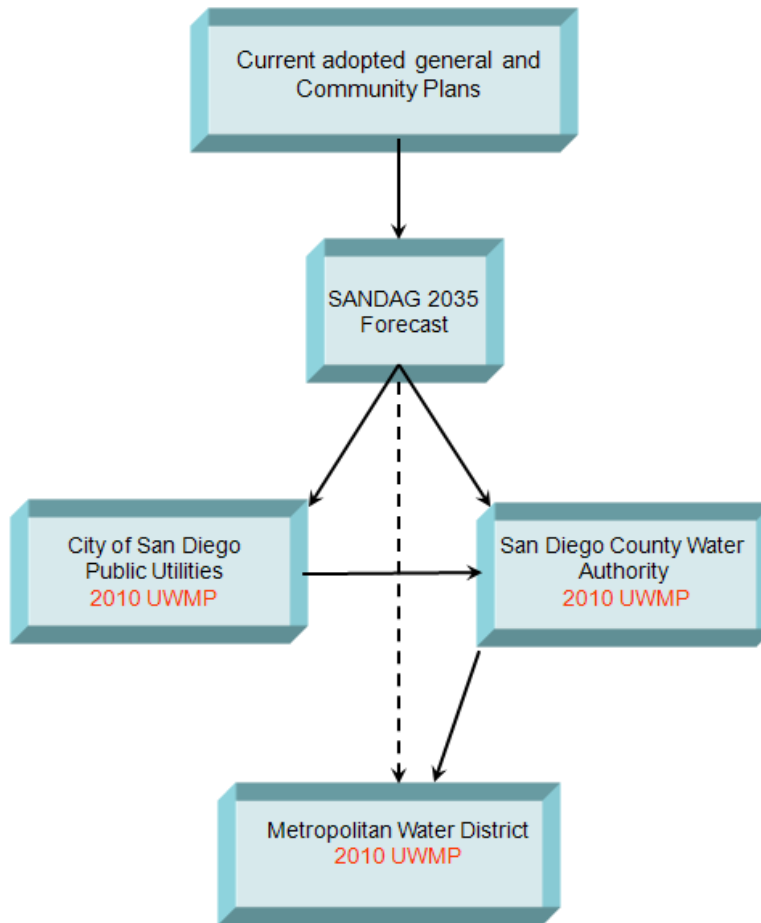 Current adopted general and
Community Plans
SANDAG 2035
Forecast
City of San Diego
Public Utilities
2010 UWMP
San Diego County Water
Authority
2010 UWMP
Metropolitan Water District
2010 UWMP